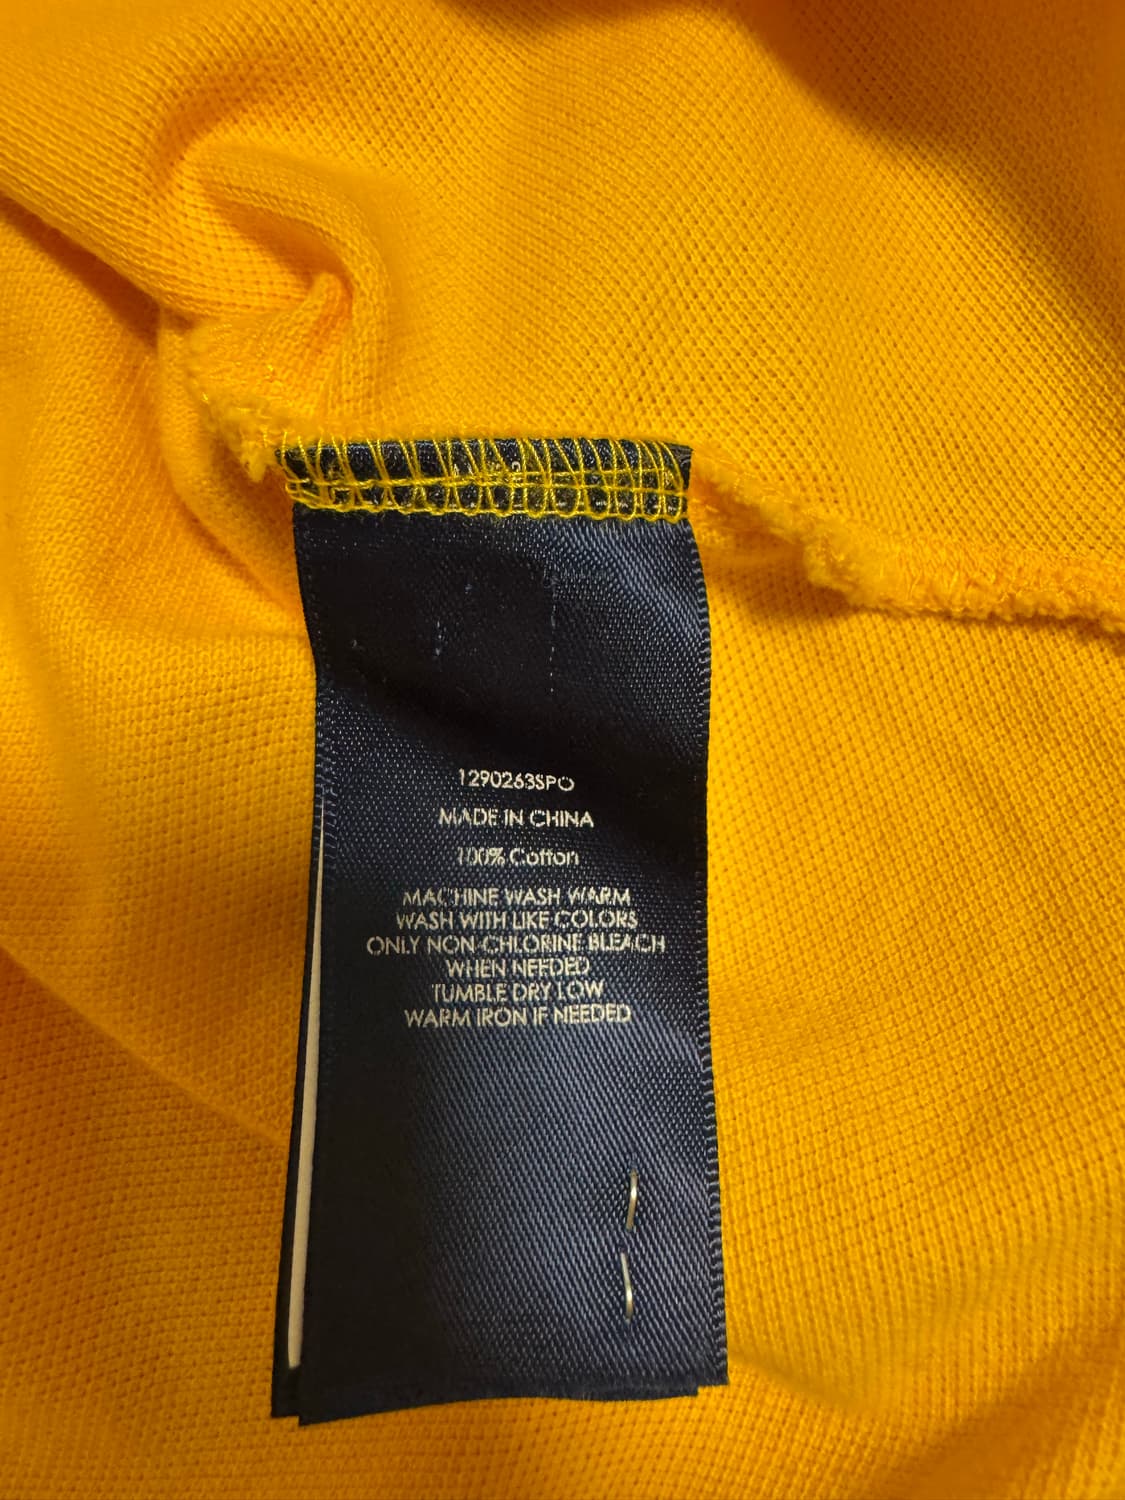 1290263SPO
MADE IN CHINA
100% Cotton
MACHINE WASH WARM
WASH WITH LIKE COLORS
ONLY NON-CHLORINE BLEACH
WHEN NEEDED
TUMBLE DRY LOW
WARM IRON IF NEEDED